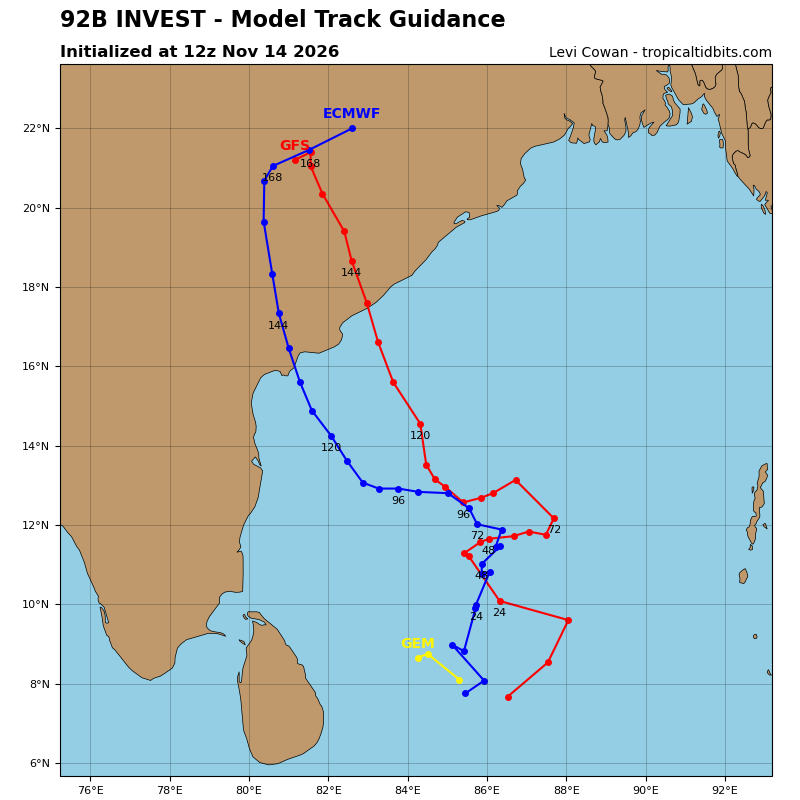 92B INVEST - Model Track Guidance
Initialized at 12z Nov 14 2026
Levi Cowan - tropicaltidbits.com
ECMWF
22°N
GFS
168
168
20°N
144
18°N
144
16°N
120
120
14°N
96
96
12°N
72
72
48
48
10°N
24
24
GEM
8°N
6°N
76°E 78°E 80°E 82°E 84°E 86°E 88°E 90°E 92°E